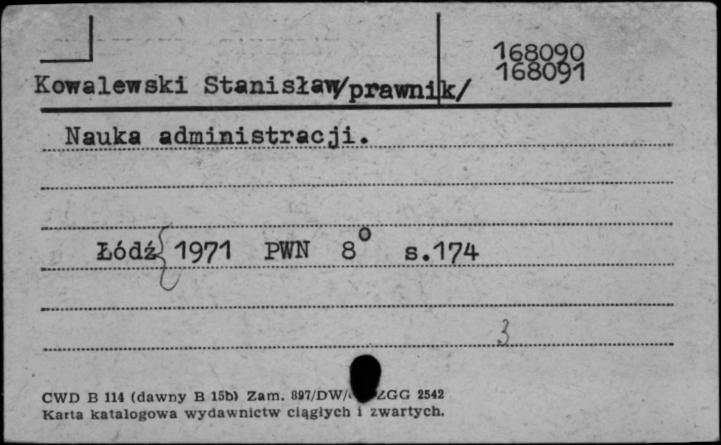 168090
168091
Kowalewski Stanisław/prawnik/
Nauka administracji.
Łódź 1971 PWN 8° s.174
3
CWD B 114 (dawny B 15b) Zam. 897/DW/ ZGG 2542
Karta katalogowa wydawnictw ciągłych i zwartych.